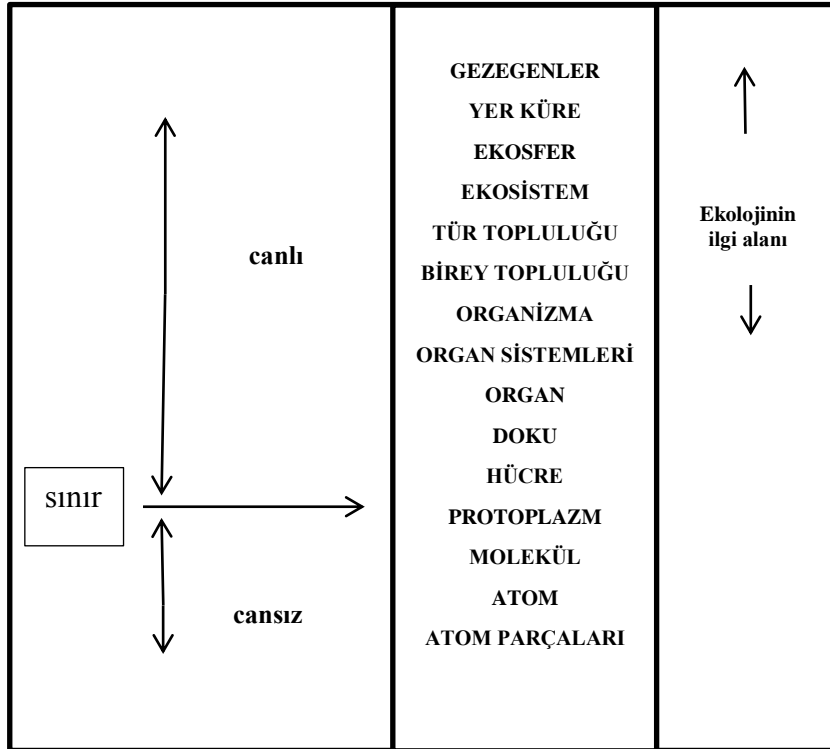 GEZEGENLER
YER KÜRE
EKOSFER
EKOSİSTEM
TÜR TOPLULUĞU
BİREY TOPLULUĞU
ORGANİZMA
ORGAN SİSTEMLERİ
ORGAN
DOKU
HÜCRE
PROTOPLAZM
MOLEKÜL
ATOM
ATOM PARÇALARI
canlı
sınır
cansız
Ekolojinin
ilgi alanı